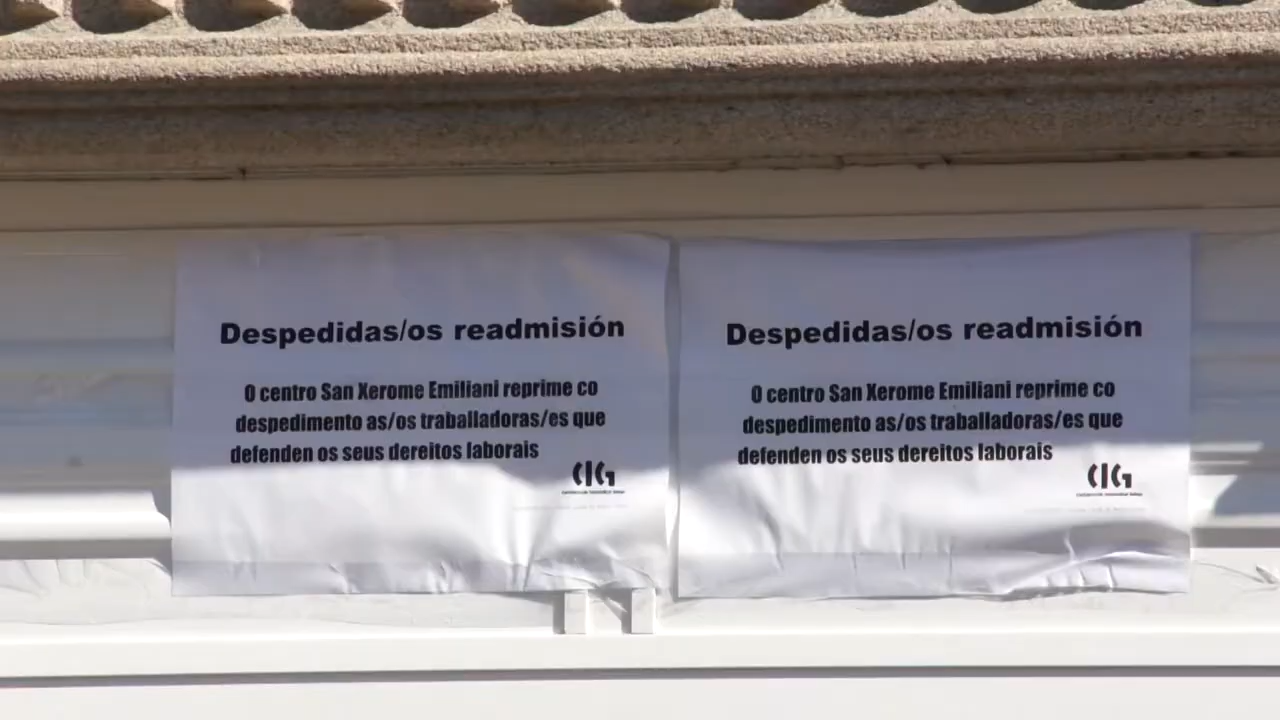 Despedidas/os readmisión
O centro San Xerome Emiliani reprime co
despedimento as/os traballadoras/es que
defenden os seus dereitos laborais
CIG
Despedidas/os readmisión
O centro San Xerome Emiliani reprime co
despedimento as/os traballadoras/es que
defenden os seus dereitos laborais
CIG